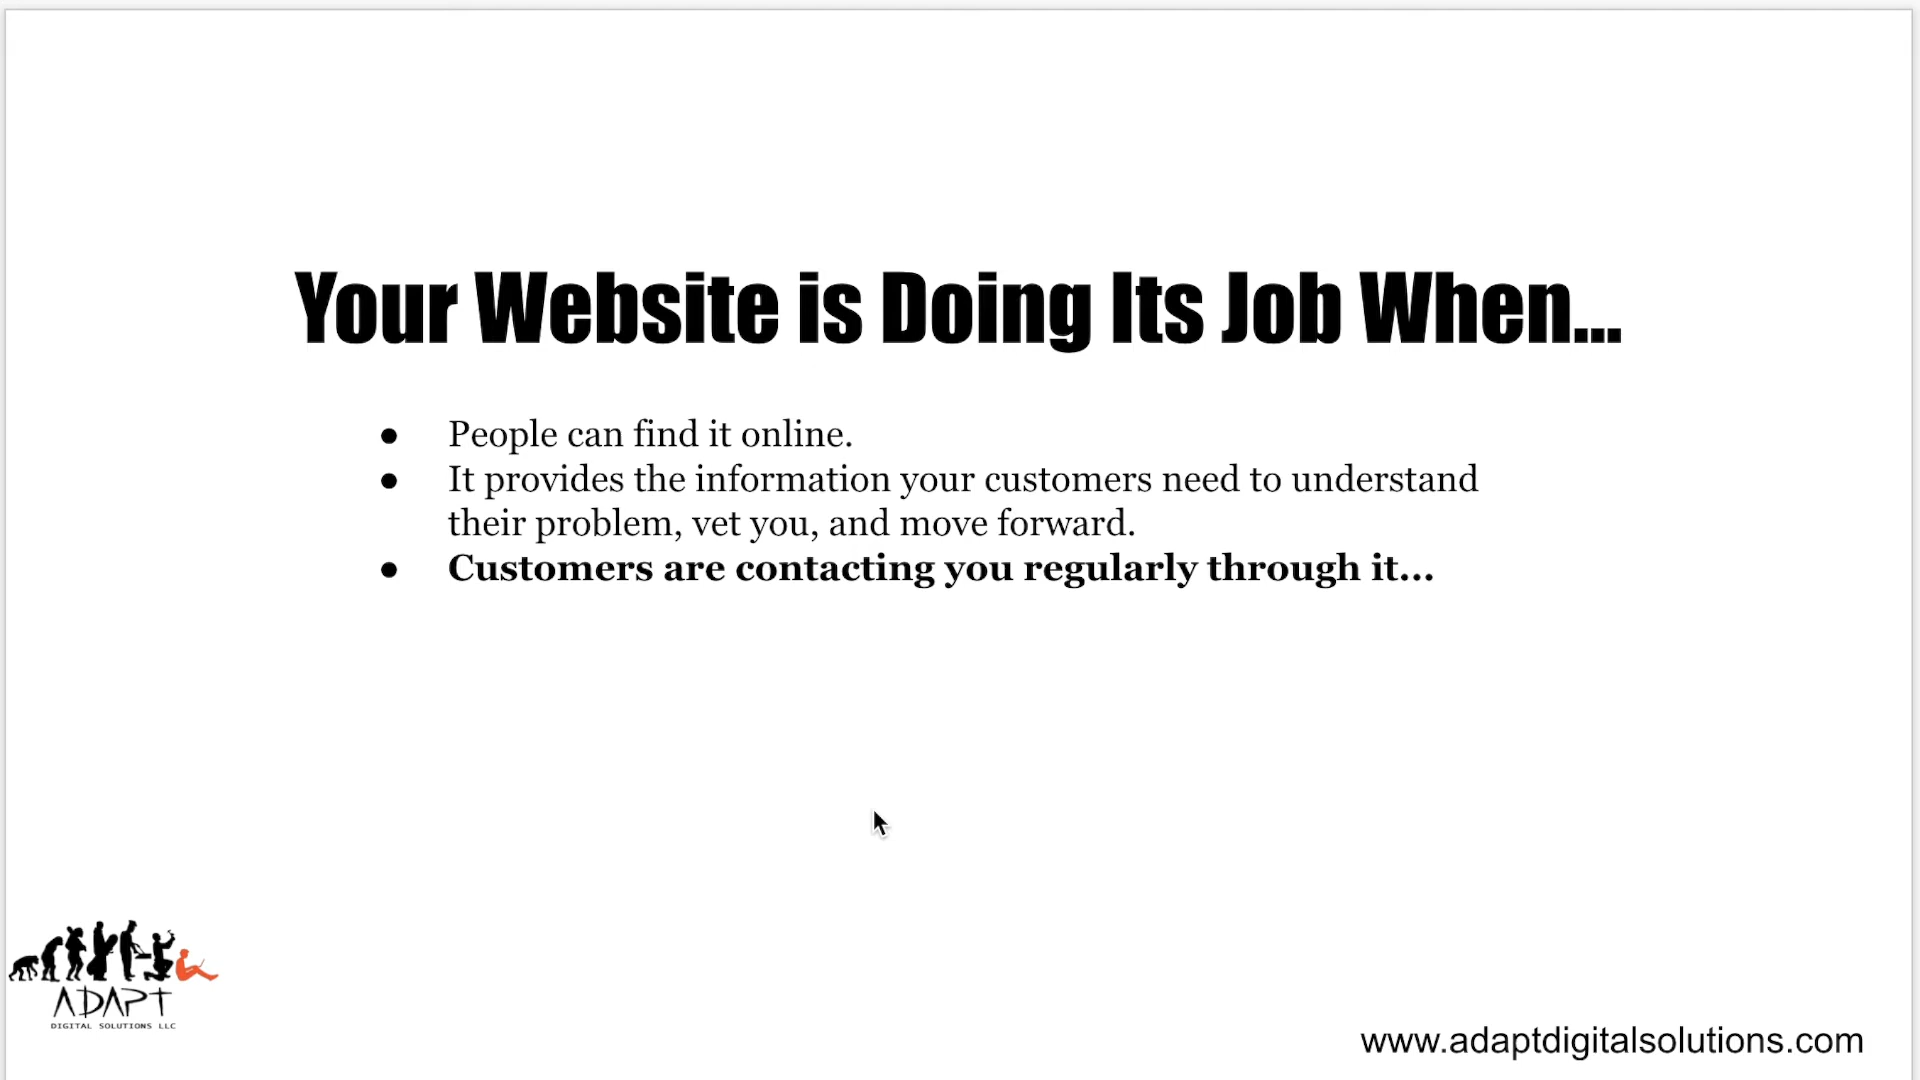 Your Website is Doing Its Job When...
● People can find it online.
● It provides the information your customers need to understand
their problem, vet you, and move forward.
● Customers are contacting you regularly through it...
ADAPT
DIGITAL SOLUTIONS LLC
www.adaptdigitalsolutions.com